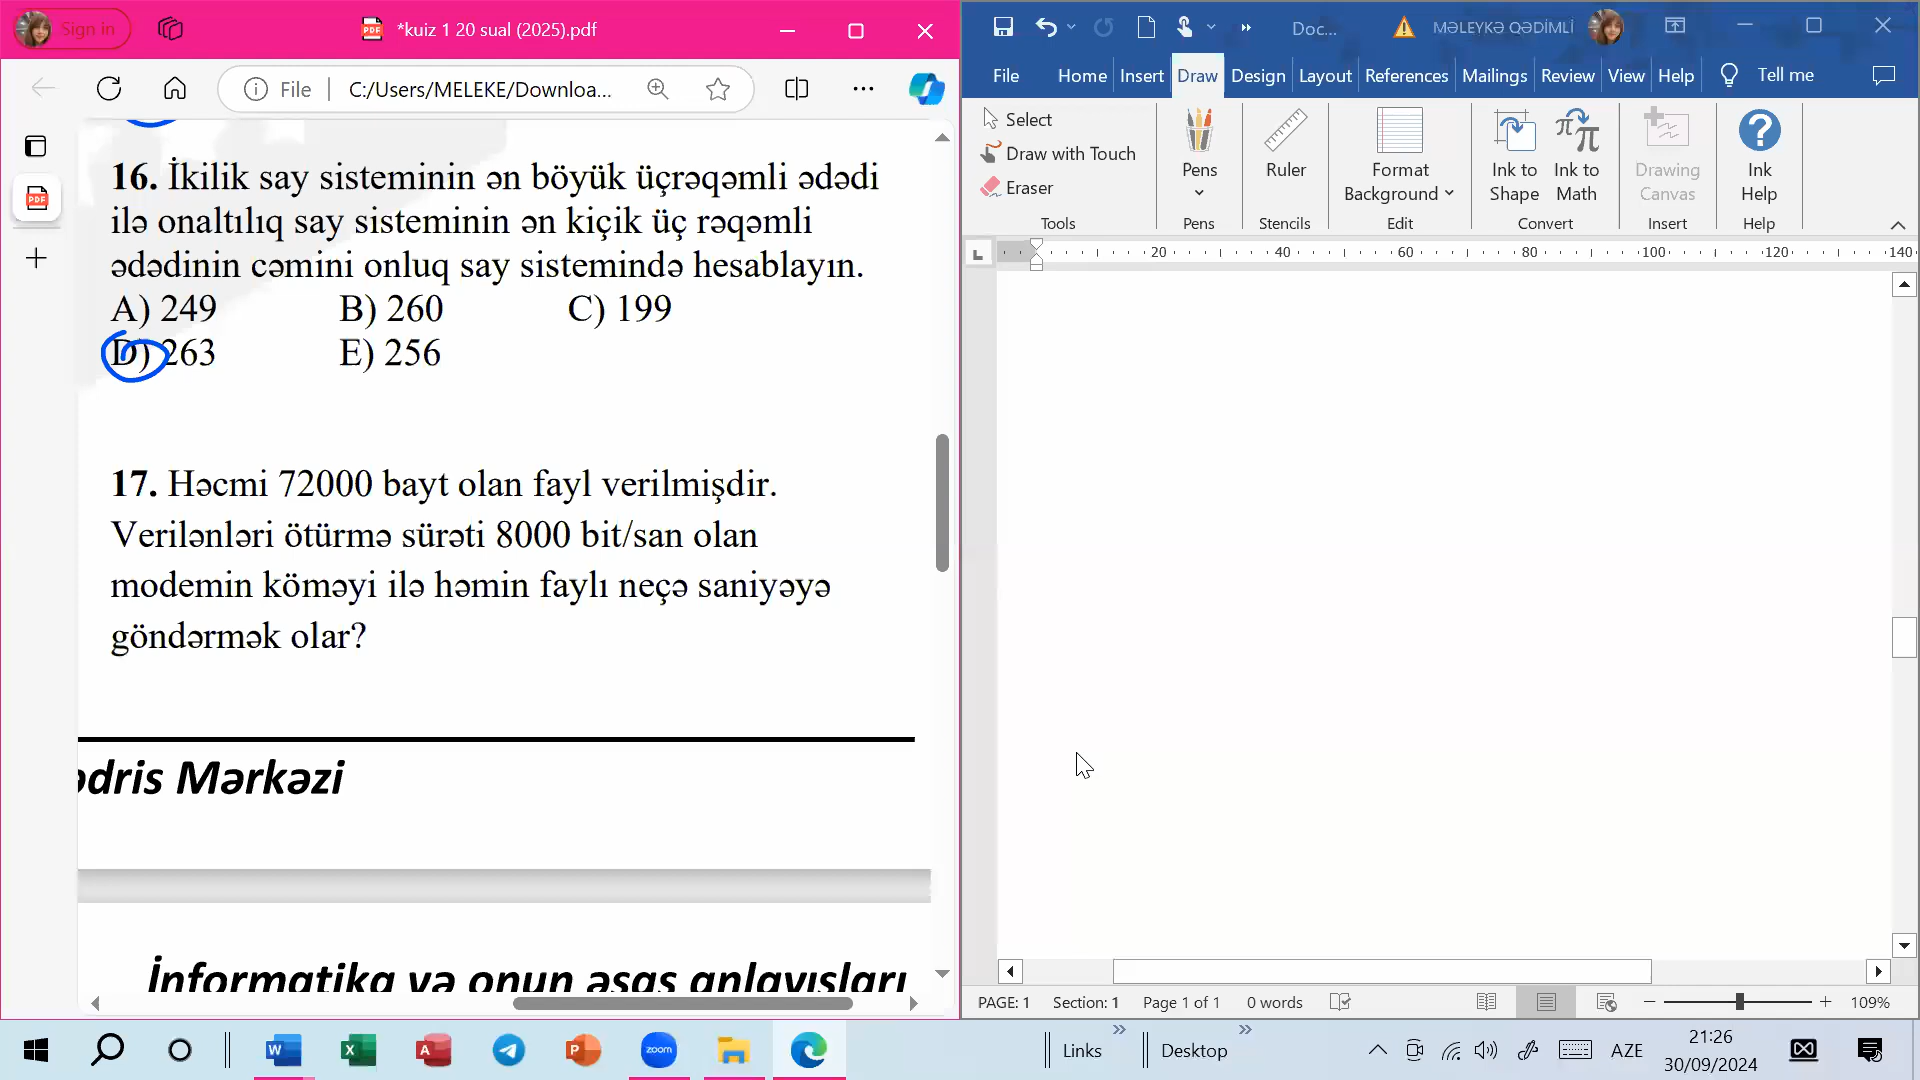 Sign in
*kuiz 1 20 sual (2025).pdf
File
C:/Users/MELEKE/Downloa...
16. İkilik say sisteminin ən böyük üçrəqəmli ədədi
ilə onaltılıq say sisteminin ən kiçik üç rəqəmli
ədədinin cəmini onluq say sistemində hesablayın.
A) 249 B) 260 C) 199
D) 263 E) 256
17. Həcmi 72000 bayt olan fayl verilmişdir.
Verilənləri ötürmə sürəti 8000 bit/san olan
modemin köməyi ilə həmin faylı neçə saniyəyə
göndərmək olar?
ədris Mərkəzi
İnformatika və onun əsas anlayışları
Doc...
MƏLEYKƏ QƏDİMLİ
File Home Insert Draw Design Layout References Mailings Review View Help Tell me
Select
Draw with Touch
Eraser
Tools
Pens
Pens
Ruler
Stencils
Format
Background
Edit
Ink to
Shape
Ink to
Math
Convert
Drawing
Canvas
Insert
Ink
Help
Help
20 40 60 80 100 120 140
PAGE: 1 Section: 1 Page 1 of 1 0 words 109%
zoom
Links
Desktop
AZE
21:26
30/09/2024